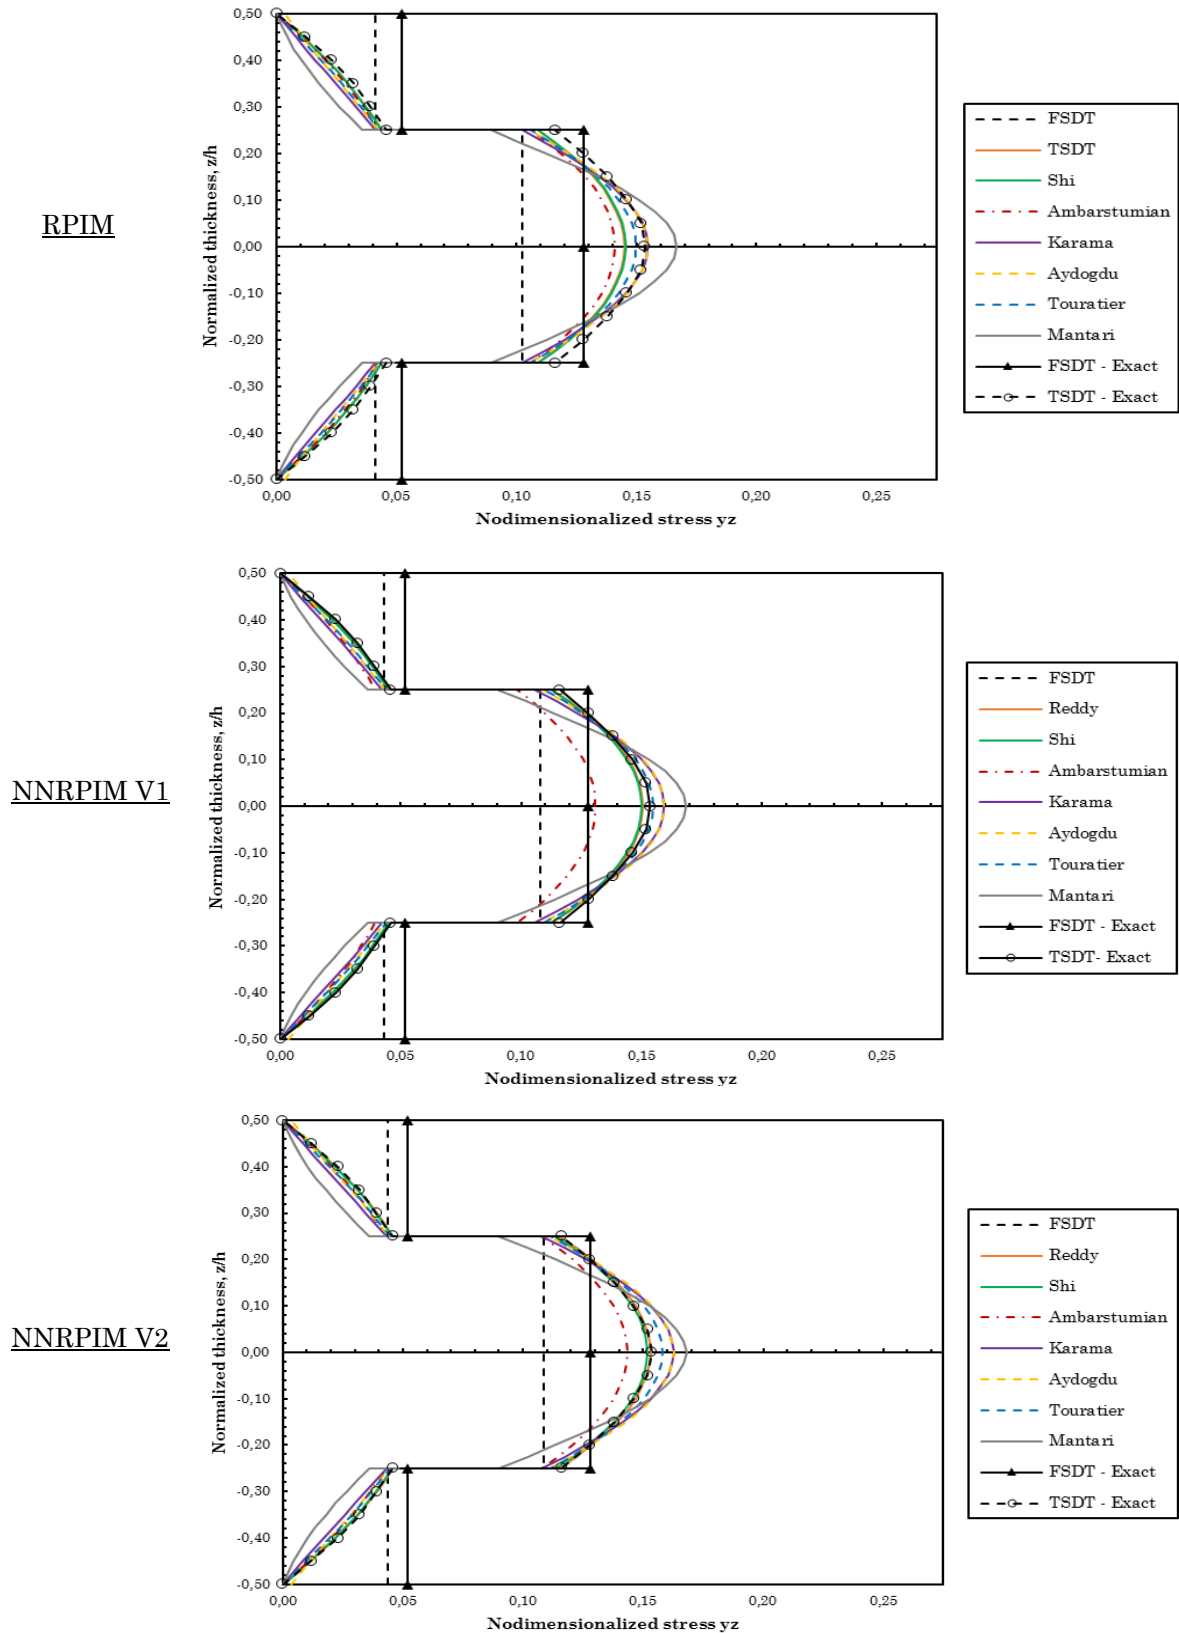 RPIM
Normalized thickness, z/h
0,50
0,40
0,30
0,20
0,10
0,00
-0,10
-0,20
-0,30
-0,40
-0,50
0,00 0,05 0,10 0,15 0,20 0,25
Nodimensionalized stress yz
FSDT
TSDT
Shi
Ambarstumian
Karama
Aydogdu
Touratier
Mantari
FSDT - Exact
TSDT - Exact
NNRPIM V1
Normalized thickness, z/h
0,50
0,40
0,30
0,20
0,10
0,00
-0,10
-0,20
-0,30
-0,40
-0,50
0,00 0,05 0,10 0,15 0,20 0,25
Nodimensionalized stress yz
FSDT
Reddy
Shi
Ambarstumian
Karama
Aydogdu
Touratier
Mantari
FSDT - Exact
TSDT- Exact
NNRPIM V2
Normalized thickness, z/h
0,50
0,40
0,30
0,20
0,10
0,00
-0,10
-0,20
-0,30
-0,40
-0,50
0,00 0,05 0,10 0,15 0,20 0,25
Nodimensionalized stress yz
FSDT
Reddy
Shi
Ambarstumian
Karama
Aydogdu
Touratier
Mantari
FSDT - Exact
TSDT - Exact